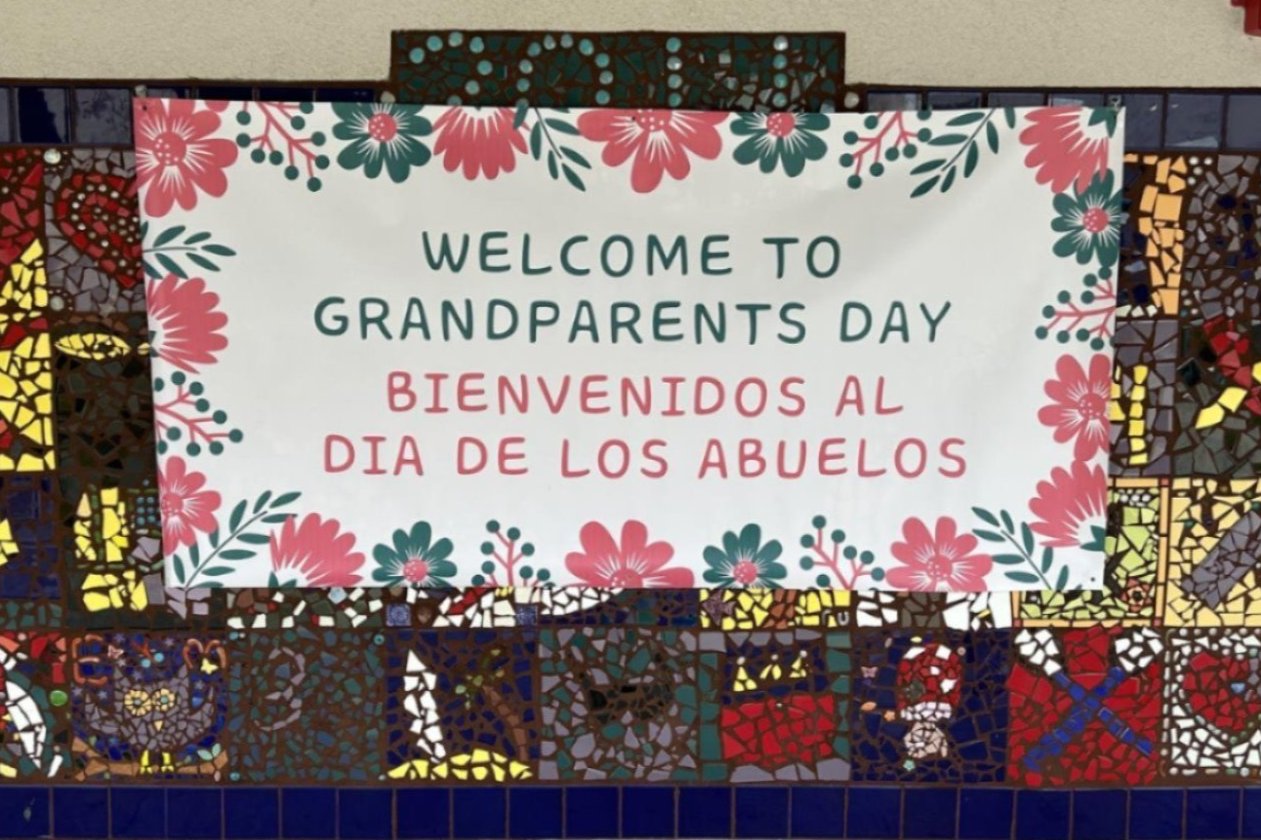 WELCOME TO
GRANDPARENTS DAY
BIENVENIDOS AL
DIA DE LOS ABUELOS